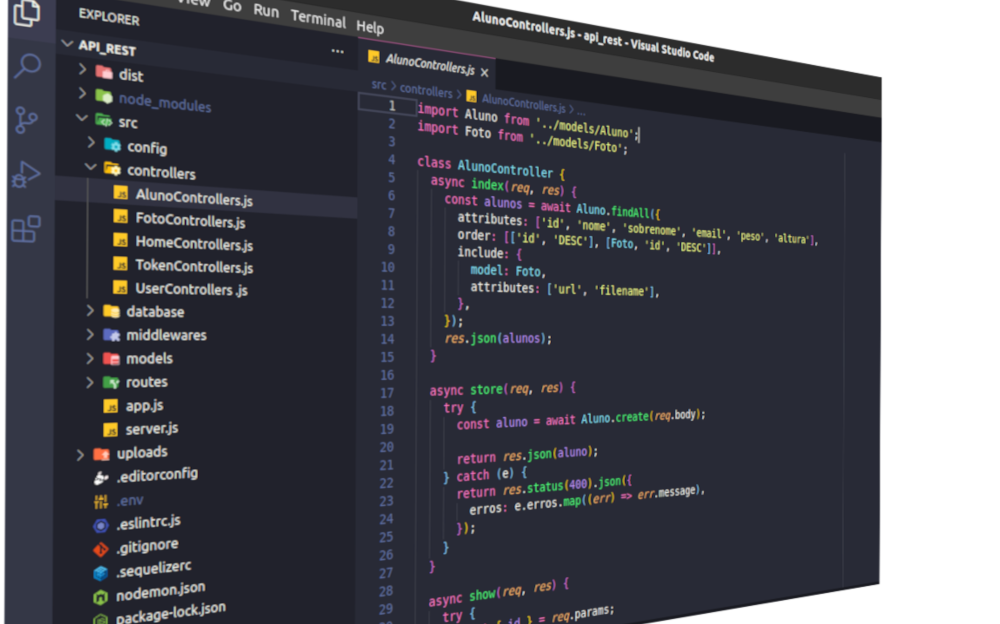 View Go Run Terminal Help
AlunoControllers.js - api_rest - Visual Studio Code
EXPLORER
...
API_REST
dist
node_modules
src
config
controllers
AlunoControllers.js
FotoControllers.js
HomeControllers.js
TokenControllers.js
UserControllers .js
database
middlewares
models
routes
app.js
server.js
uploads
.editorconfig
.env
.eslintrc.js
.gitignore
.sequelizerc
nodemon.json
package-lock.json
AlunoControllers.js ×
src > controllers > AlunoControllers.js > ...
1 import Aluno from '../models/Aluno';
2 import Foto from '../models/Foto';
3
4 class AlunoController {
5 async index(req, res) {
6 const alunos = await Aluno.findAll({
7 attributes: ['id', 'nome', 'sobrenome', 'email', 'peso', 'altura'],
8 order: [['id', 'DESC'], [Foto, 'id', 'DESC']],
9 include: {
10 model: Foto,
11 attributes: ['url', 'filename'],
12 },
13 });
14 res.json(alunos);
15 }
16
17 async store(req, res) {
18 try {
19 const aluno = await Aluno.create(req.body);
20
21 return res.json(aluno);
22 } catch (e) {
23 return res.status(400).json({
24 erros: e.erros.map((err) => err.message),
25 });
26 }
27 }
28
29 async show(req, res) {
try {
{ id } = req.params;